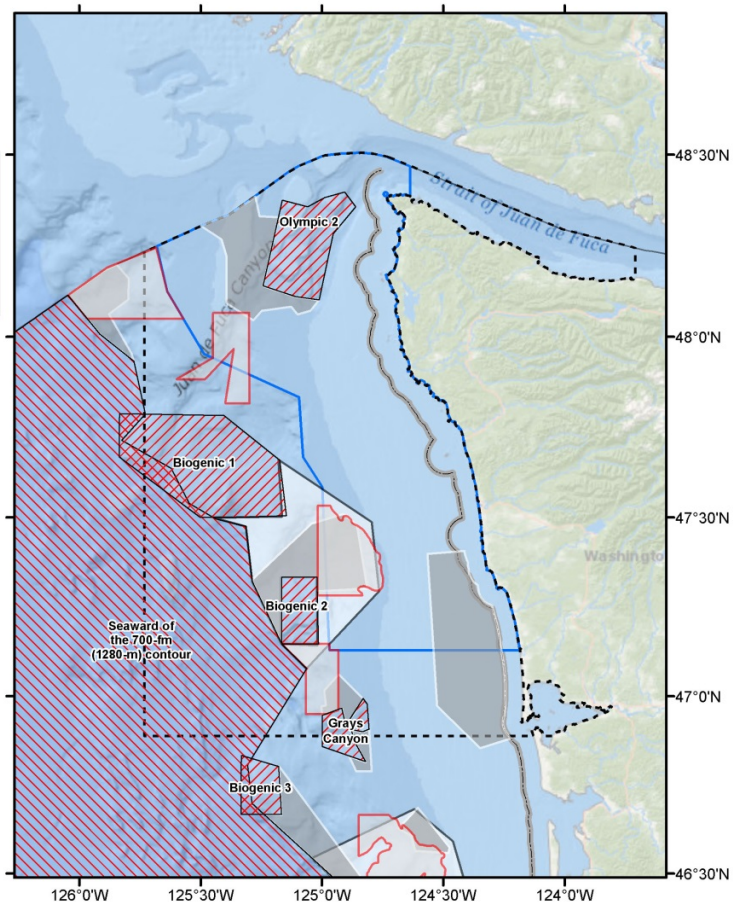 48°30'N
Strait of Juan de Fuca
Olympic 2
Juan de Fuca Canyon
48°0'N
Biogenic 1
47°30'N
Washington
Biogenic 2
Seaward of
the 700-fm
(1280-m) contour
47°0'N
Grays
Canyon
Biogenic 3
46°30'N
126°0'W
125°30'W
125°0'W
124°30'W
124°0'W